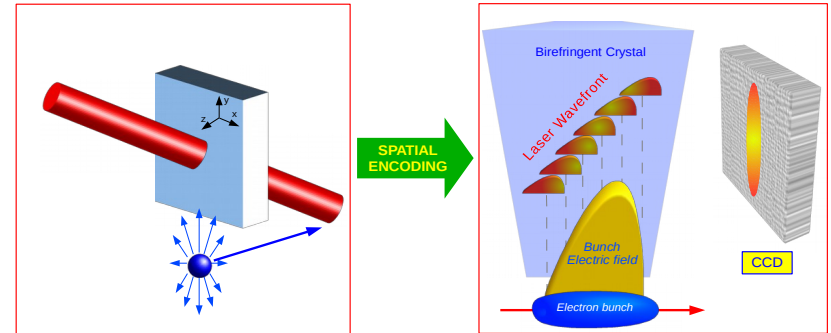 y
z
x
SPATIAL
ENCODING
Birefringent Crystal
Laser Wavefront
Bunch
Electric field
Electron bunch
CCD